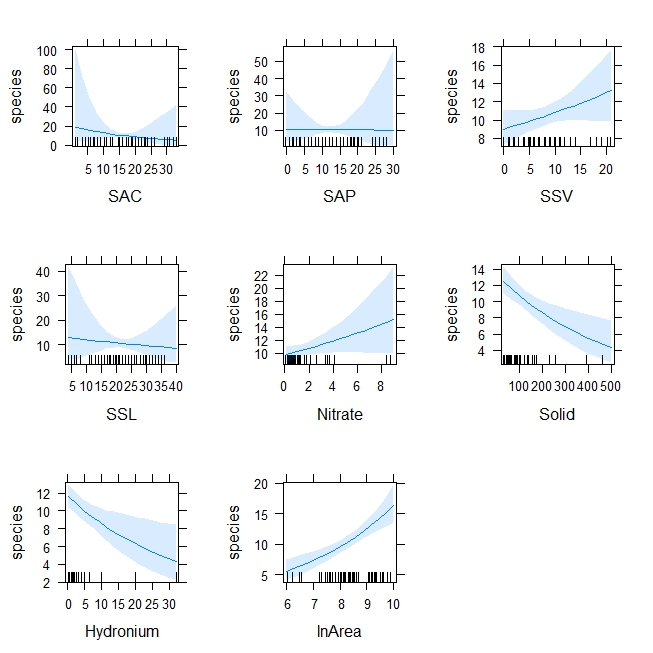 species
100
80
60
40
20
0
5 10 15 20 25 30
SAC
species
50
40
30
20
10
0 5 10 15 20 25 30
SAP
species
18
16
14
12
10
8
0 5 10 15 20
SSV
species
40
30
20
10
5 10 15 20 25 30 35 40
SSL
species
22
20
18
16
14
12
10
0 2 4 6 8
Nitrate
species
14
12
10
8
6
4
100 200 300 400 500
Solid
species
12
10
8
6
4
2
0 5 10 15 20 25 30
Hydronium
species
20
15
10
5
6 7 8 9 10
lnArea